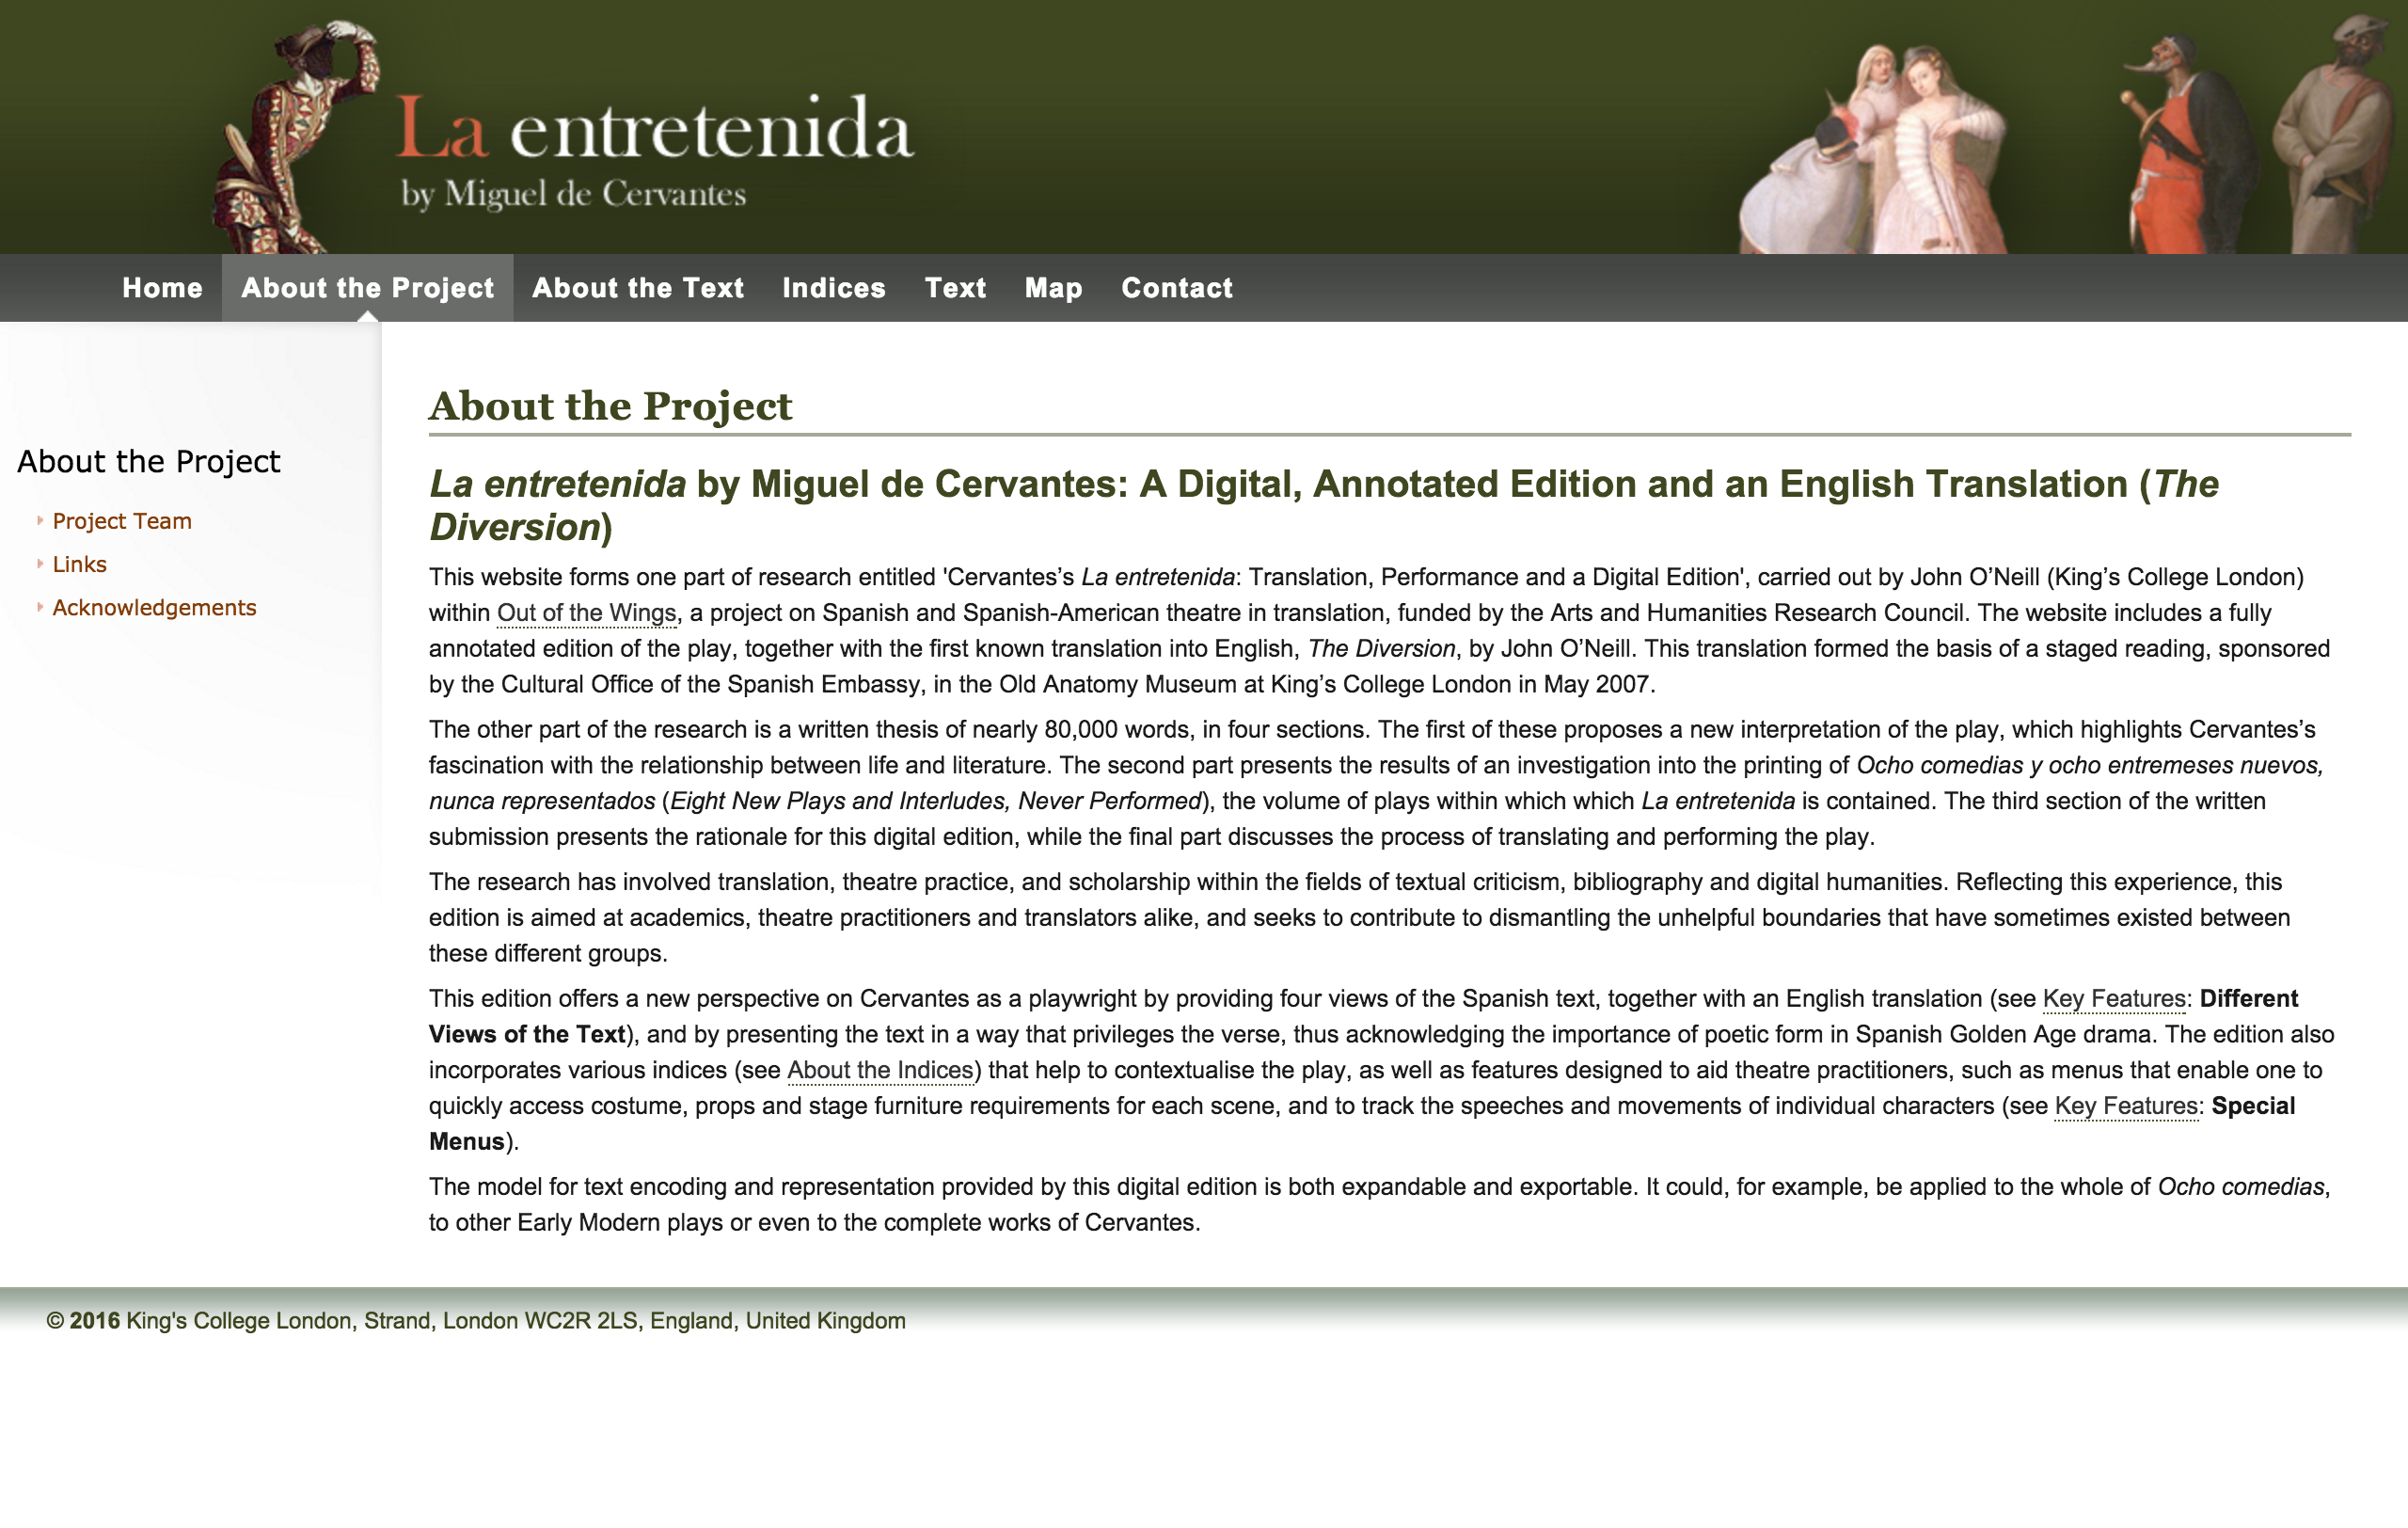 La entretenida
by Miguel de Cervantes
Home About the Project About the Text Indices Text Map Contact
About the Project
Project Team
Links
Acknowledgements
About the Project
La entretenida by Miguel de Cervantes: A Digital, Annotated Edition and an English Translation (The
Diversion)
This website forms one part of research entitled 'Cervantes’s La entretenida: Translation, Performance and a Digital Edition', carried out by John O’Neill (King’s College London)
within Out of the Wings, a project on Spanish and Spanish-American theatre in translation, funded by the Arts and Humanities Research Council. The website includes a fully
annotated edition of the play, together with the first known translation into English, The Diversion, by John O’Neill. This translation formed the basis of a staged reading, sponsored
by the Cultural Office of the Spanish Embassy, in the Old Anatomy Museum at King’s College London in May 2007.
The other part of the research is a written thesis of nearly 80,000 words, in four sections. The first of these proposes a new interpretation of the play, which highlights Cervantes’s
fascination with the relationship between life and literature. The second part presents the results of an investigation into the printing of Ocho comedias y ocho entremeses nuevos,
nunca representados (Eight New Plays and Interludes, Never Performed), the volume of plays within which which La entretenida is contained. The third section of the written
submission presents the rationale for this digital edition, while the final part discusses the process of translating and performing the play.
The research has involved translation, theatre practice, and scholarship within the fields of textual criticism, bibliography and digital humanities. Reflecting this experience, this
edition is aimed at academics, theatre practitioners and translators alike, and seeks to contribute to dismantling the unhelpful boundaries that have sometimes existed between
these different groups.
This edition offers a new perspective on Cervantes as a playwright by providing four views of the Spanish text, together with an English translation (see Key Features: Different
Views of the Text), and by presenting the text in a way that privileges the verse, thus acknowledging the importance of poetic form in Spanish Golden Age drama. The edition also
incorporates various indices (see About the Indices) that help to contextualise the play, as well as features designed to aid theatre practitioners, such as menus that enable one to
quickly access costume, props and stage furniture requirements for each scene, and to track the speeches and movements of individual characters (see Key Features: Special
Menus).
The model for text encoding and representation provided by this digital edition is both expandable and exportable. It could, for example, be applied to the whole of Ocho comedias,
to other Early Modern plays or even to the complete works of Cervantes.
© 2016 King's College London, Strand, London WC2R 2LS, England, United Kingdom